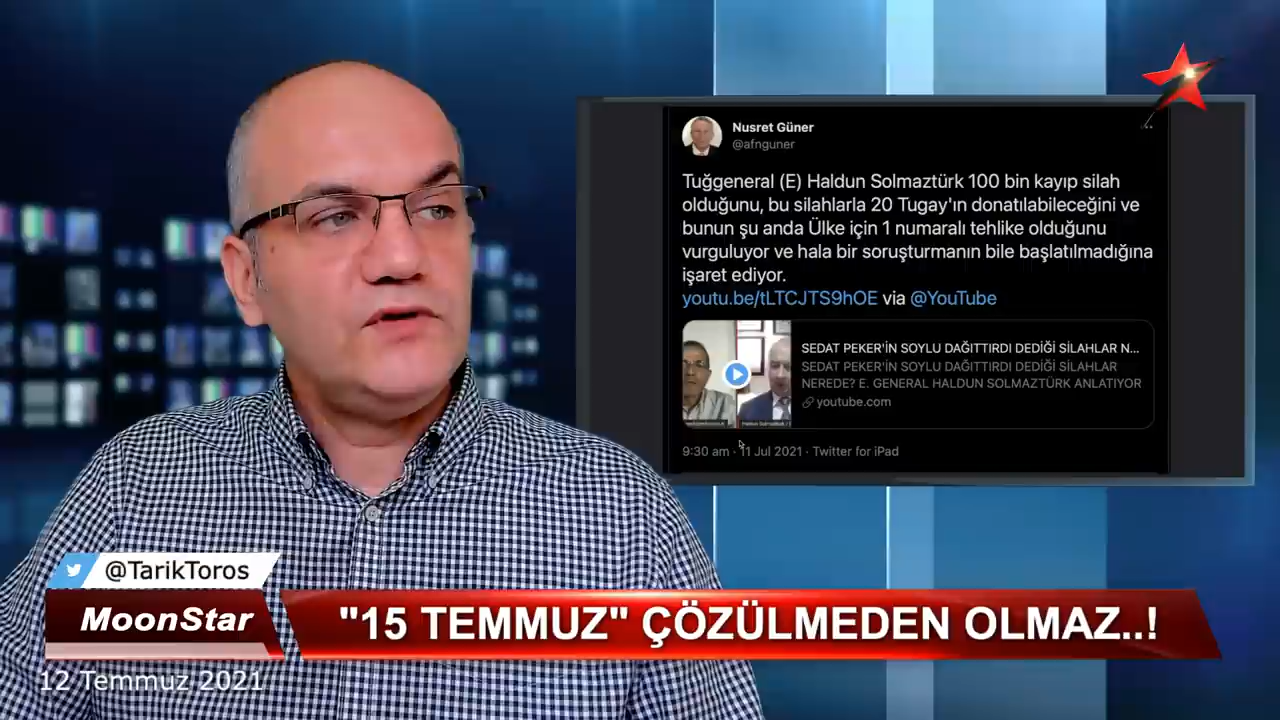 Nusret Güner
@afnguner
Tuğgeneral (E) Haldun Solmaztürk 100 bin kayıp silah
olduğunu, bu silahlarla 20 Tugay'ın donatılabileceğini ve
bunun şu anda Ülke için 1 numaralı tehlike olduğunu
vurguluyor ve hala bir soruşturmanın bile başlatılmadığına
işaret ediyor.
youtu.be/tLTCJTS9hOE via @YouTube
SEDAT PEKER'İN SOYLU DAĞITTIRDI DEDİĞİ SİLAHLAR N...
SEDAT PEKER'İN SOYLU DAĞITTIRDI DEDİĞİ SİLAHLAR
NEREDE? E. GENERAL HALDUN SOLMAZTÜRK ANLATIYOR
youtube.com
9:30 am · 11 Jul 2021 · Twitter for iPad
@TarikToros
MoonStar
"15 TEMMUZ" ÇÖZÜLMEDEN OLMAZ..!
12 Temmuz 2021